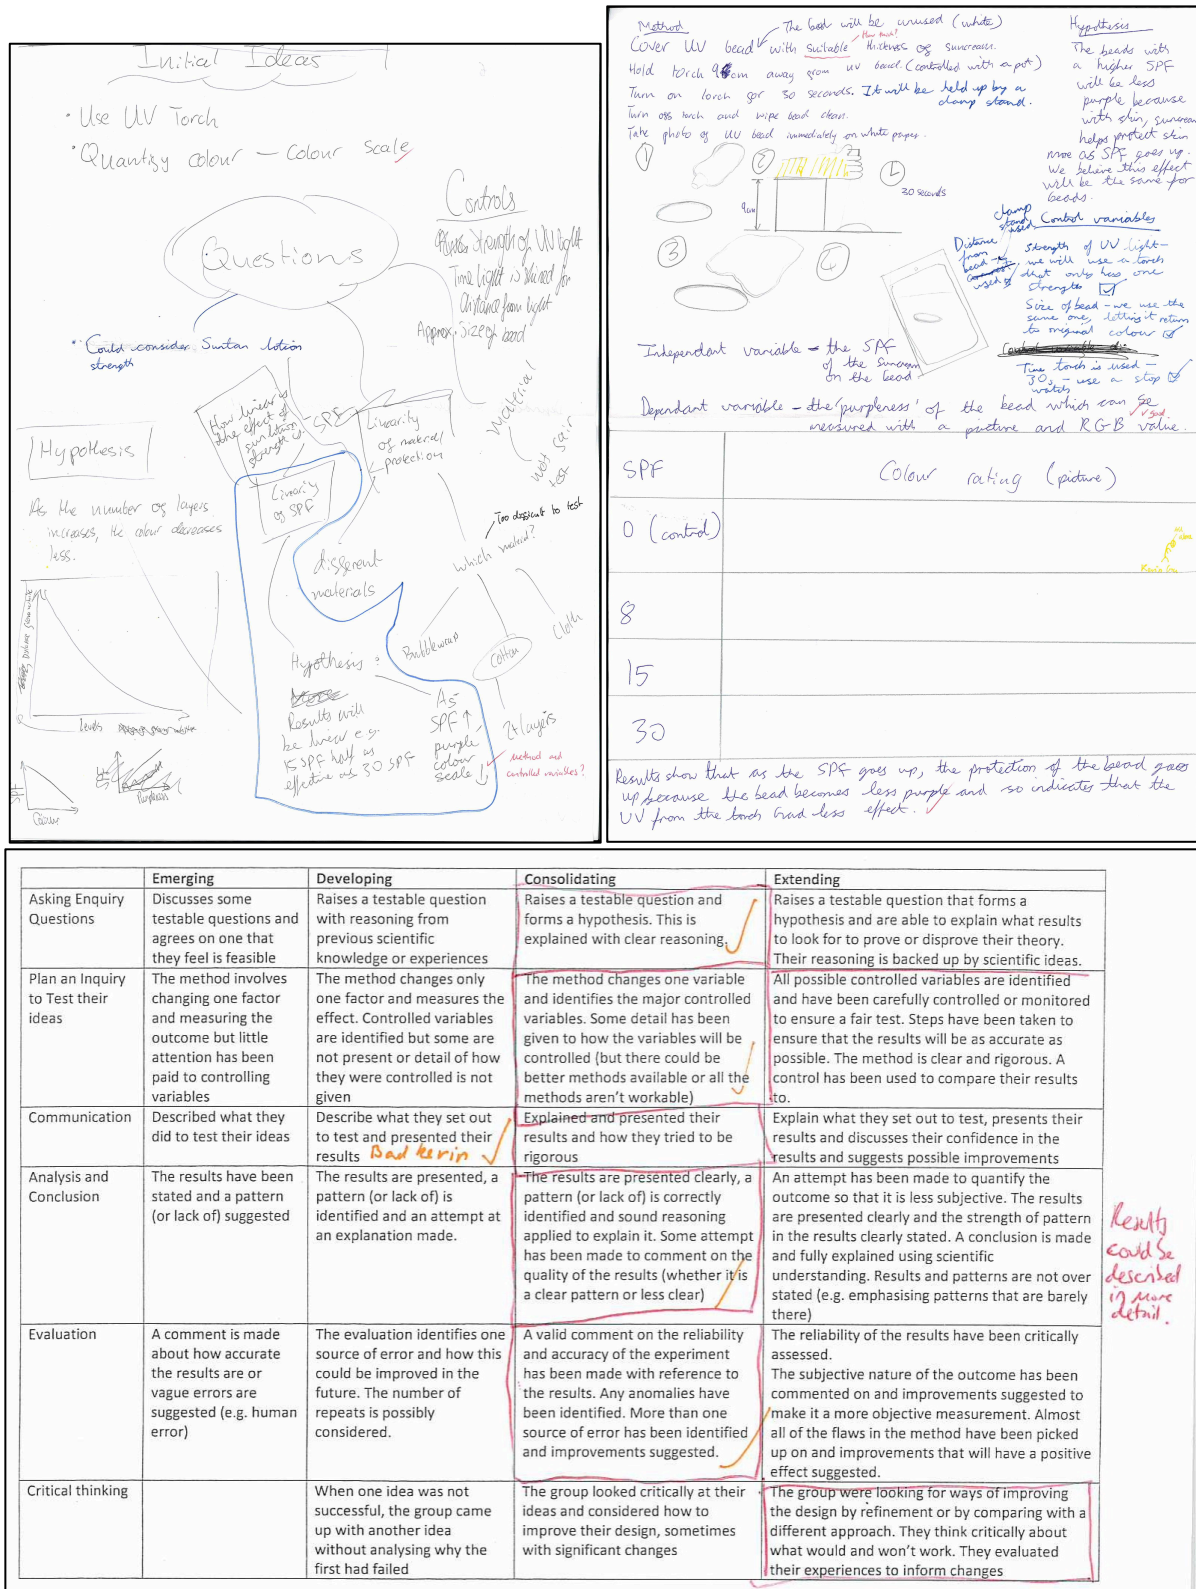 Initial Ideas
• Use UV Torch
• Quantify colour – Colour scale
Questions
Controls
Strength of UV light
Time light is shined for
Distance from light
Approx. Size of bead
• Could consider Suntan lotion
strength
How linear is
the effect of
suntan lotion
strength
SPF
Linearity
of material
protection
Material
Wolf
test
Hypothesis
As the number of layers
increases, the colour decreases
less.
Linearity
of SPF
different
materials
Too difficult to test
which material?
Bubblewrap
Cotton
Cloth
2+ layers
Hypothesis:
Results will
be linear e.g.
15 SPF half as
effective as 30 SPF
As
SPF ↑
purple
colour
scale ↓
method and
controlled variables?
Levels
Colour
Purpleness
Method
The bead will be unused (white)
How thick?
Cover UV bead with suitable thickness of suncream.
Hold torch 9cm away from uv bead. (controlled with a pot)
Turn on torch for 30 seconds. It will be held up by a
clamp stand.
Turn off torch and wipe bead clean.
Take photo of UV bead immediately on white paper.
Hypothesis
The beads with
a higher SPF
will be less
purple because
with skin, suncream
helps protect skin
more as SPF goes up.
We believe this effect
will be the same for
beads.
1
2
9cm
30 seconds
3
4
clamp
stand
used
Control variables
Distance
from
bead –
used
Strength of UV light –
we will use a torch
that only has one
strength
Size of bead – we use the
same one, letting it return
to original colour
Time torch is used –
30s – use a stop
watch
Independant variable – the SPF
of the suncream
on the bead
Dependant variable – the 'purpleness' of the bead which can be
measured with a picture and RGB value.
SPF
Colour rating (picture)
0 (control)
8
15
30
Results show that as the SPF goes up, the protection of the bead goes
up because the bead becomes less purple and so indicates that the
UV from the torch had less effect.
Emerging
Developing
Consolidating
Extending
Asking Enquiry
Questions
Discusses some
testable questions and
agrees on one that
they feel is feasible
Raises a testable question
with reasoning from
previous scientific
knowledge or experiences
Raises a testable question and
forms a hypothesis. This is
explained with clear reasoning.
Raises a testable question that forms a
hypothesis and are able to explain what results
to look for to prove or disprove their theory.
Their reasoning is backed up by scientific ideas.
Plan an Inquiry
to Test their
ideas
The method involves
changing one factor
and measuring the
outcome but little
attention has been
paid to controlling
variables
The method changes only
one factor and measures the
effect. Controlled variables
are identified but some are
not present or detail of how
they were controlled is not
given
The method changes one variable
and identifies the major controlled
variables. Some detail has been
given to how the variables will be
controlled (but there could be
better methods available or all the
methods aren't workable)
All possible controlled variables are identified
and have been carefully controlled or monitored
to ensure a fair test. Steps have been taken to
ensure that the results will be as accurate as
possible. The method is clear and rigorous. A
control has been used to compare their results
to.
Communication
Described what they
did to test their ideas
Describe what they set out
to test and presented their
results
Bad kerin
Explained and presented their
results and how they tried to be
rigorous
Explain what they set out to test, presents their
results and discusses their confidence in the
results and suggests possible improvements
Analysis and
Conclusion
The results have been
stated and a pattern
(or lack of) suggested
The results are presented, a
pattern (or lack of) is
identified and an attempt at
an explanation made.
The results are presented clearly, a
pattern (or lack of) is correctly
identified and sound reasoning
applied to explain it. Some attempt
has been made to comment on the
quality of the results (whether it is
a clear pattern or less clear)
An attempt has been made to quantify the
outcome so that it is less subjective. The results
are presented clearly and the strength of pattern
in the results clearly stated. A conclusion is made
and fully explained using scientific
understanding. Results and patterns are not over
stated (e.g. emphasising patterns that are barely
there)
Results
could be
described
in more
detail.
Evaluation
A comment is made
about how accurate
the results are or
vague errors are
suggested (e.g. human
error)
The evaluation identifies one
source of error and how this
could be improved in the
future. The number of
repeats is possibly
considered.
A valid comment on the reliability
and accuracy of the experiment
has been made with reference to
the results. Any anomalies have
been identified. More than one
source of error has been identified
and improvements suggested.
The reliability of the results have been critically
assessed.
The subjective nature of the outcome has been
commented on and improvements suggested to
make it a more objective measurement. Almost
all of the flaws in the method have been picked
up on and improvements that will have a positive
effect suggested.
Critical thinking
When one idea was not
successful, the group came
up with another idea
without analysing why the
first had failed
The group looked critically at their
ideas and considered how to
improve their design, sometimes
with significant changes
The group were looking for ways of improving
the design by refinement or by comparing with a
different approach. They think critically about
what would and won't work. They evaluated
their experiences to inform changes